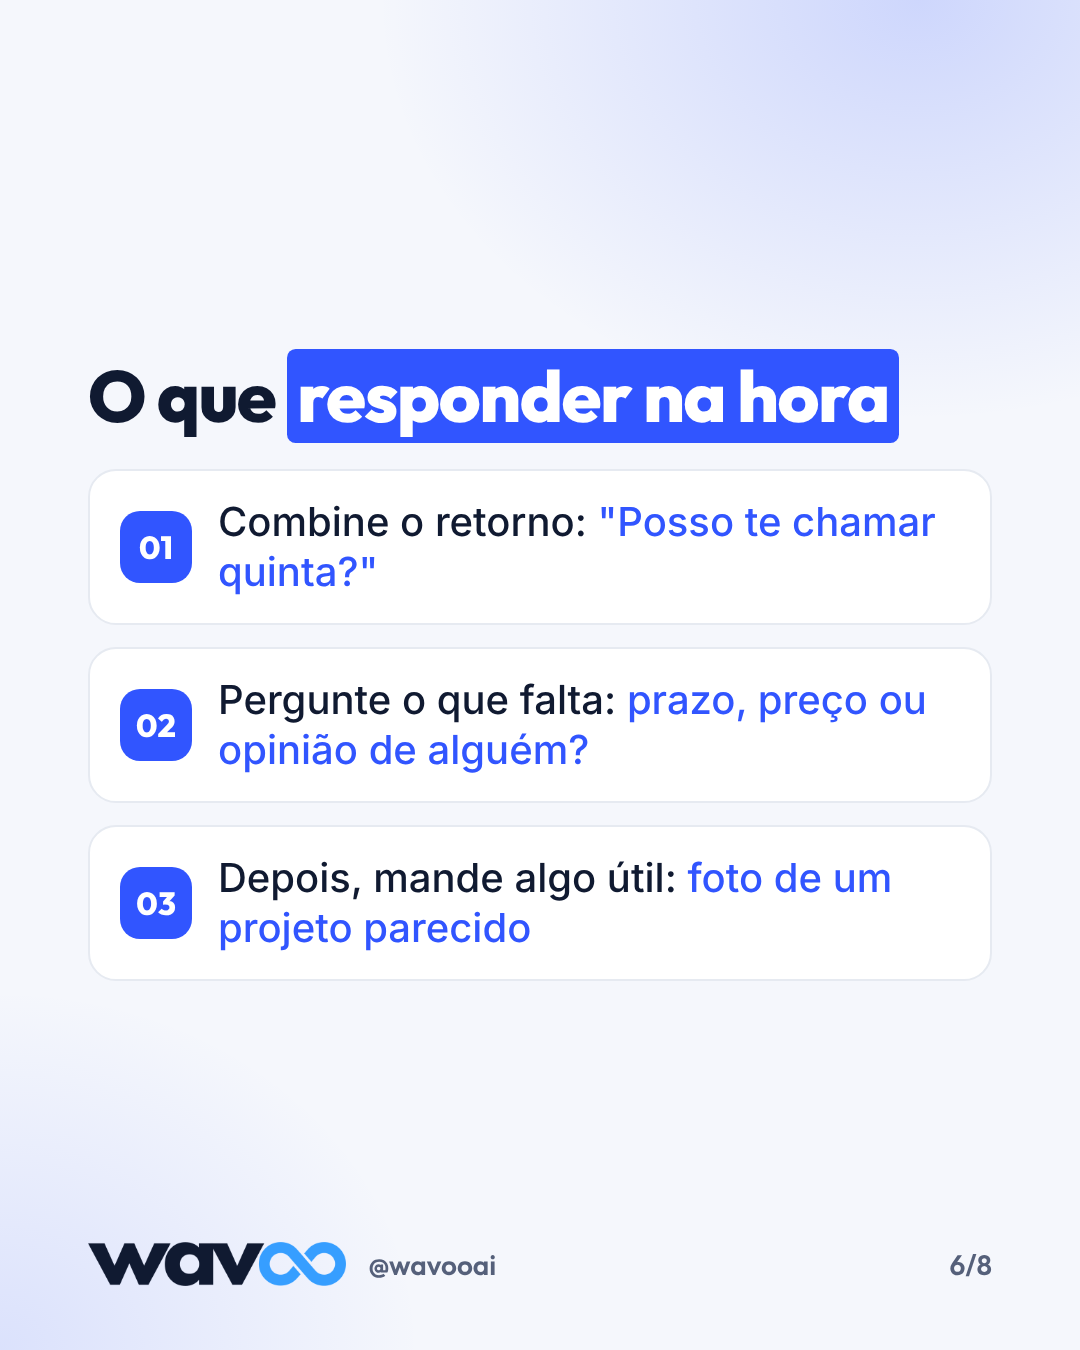 O que responder na hora
01
Combine o retorno: "Posso te chamar
quinta?"
02
Pergunte o que falta: prazo, preço ou
opinião de alguém?
03
Depois, mande algo útil: foto de um
projeto parecido
wavoo @wavooai
6/8